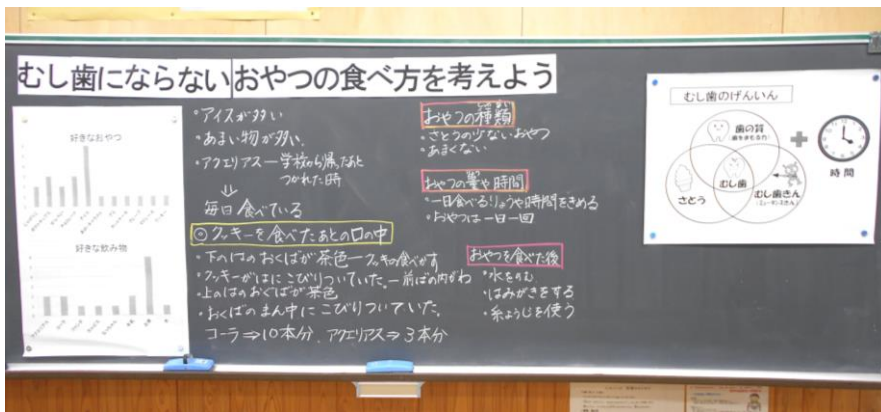 むし歯にならないおやつの食べ方を考えよう
好きなおやつ
好きな飲み物
・アイスが多い
・あまい物が多い。
・アクエリアス—学校から帰ったあと
つかれた時
⇓
毎日食べている
◎クッキーを食べたあとの口の中
・下のはのおくばが茶色—クッキーの食べかす
・クッキーがはにこびりついていた。—前ばの内がわ
・上のはのおくばが茶色
・おくばのまん中にこびりついていた。
コーラ⇒10本分、アクエリアス⇒3本分
おやつの種類
・さとうの少ないおやつ
・あまくない
おやつの量や時間
・一日食べるりょうや時間をきめる
・おやつは一日一回
おやつを食べた後
・水をのむ
・はみがきをする
・糸ようじを使う
むし歯のげんいん
歯の質
さとう
むし歯
むし歯きん
(ミュータンスきん)
+
時間